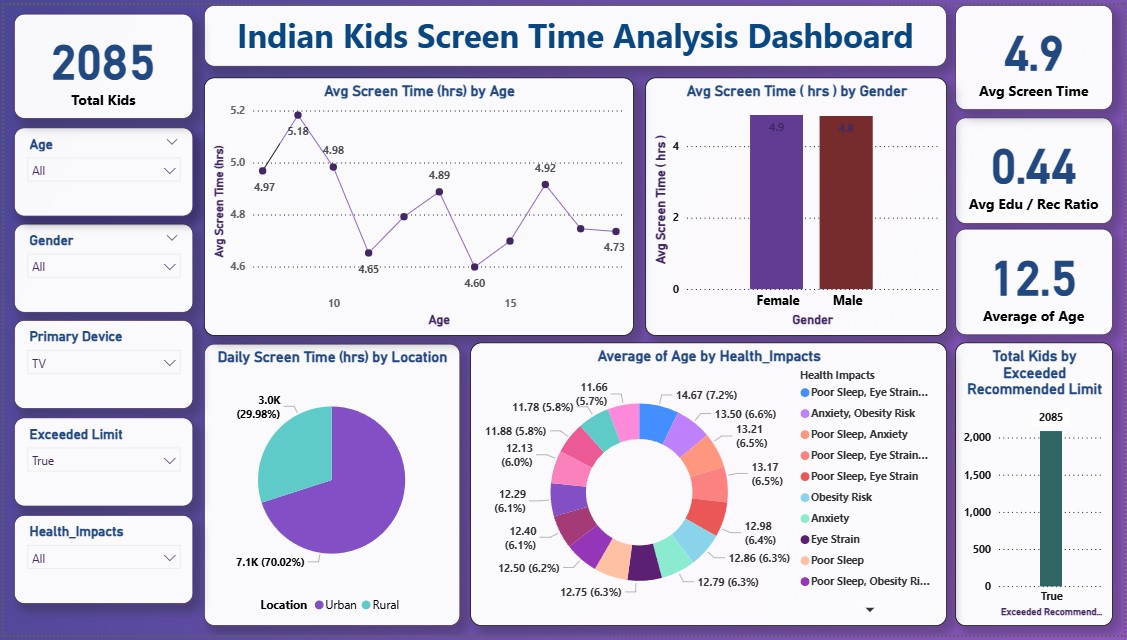 Indian Kids Screen Time Analysis Dashboard
2085
Total Kids
Age
All
Gender
All
Primary Device
TV
Exceeded Limit
True
Health_Impacts
All
Avg Screen Time (hrs) by Age
Avg Screen Time (hrs)
5.2
5.0
4.8
4.6
4.97
5.18
4.98
4.65
4.89
4.60
4.92
4.73
10
15
Age
Avg Screen Time ( hrs ) by Gender
Avg Screen Time ( hrs )
4
2
0
4.9
4.8
Female
Male
Gender
4.9
Avg Screen Time
0.44
Avg Edu / Rec Ratio
12.5
Average of Age
Daily Screen Time (hrs) by Location
3.0K
(29.98%)
7.1K (70.02%)
Location
Urban
Rural
Average of Age by Health_Impacts
14.67 (7.2%)
13.50 (6.6%)
13.21
(6.5%)
13.17
(6.5%)
12.98
(6.4%)
12.86 (6.3%)
12.79 (6.3%)
12.75 (6.3%)
12.50 (6.2%)
12.40
(6.1%)
12.29
(6.1%)
12.13
(6.0%)
11.88 (5.8%)
11.78 (5.8%)
11.66
(5.7%)
Health Impacts
Poor Sleep, Eye Strain...
Anxiety, Obesity Risk
Poor Sleep, Anxiety
Poor Sleep, Eye Strain...
Poor Sleep, Eye Strain
Obesity Risk
Anxiety
Eye Strain
Poor Sleep
Poor Sleep, Obesity Ri...
Total Kids by
Exceeded
Recommended Limit
2085
2,000
1,500
1,000
500
0
True
Exceeded Recommend...